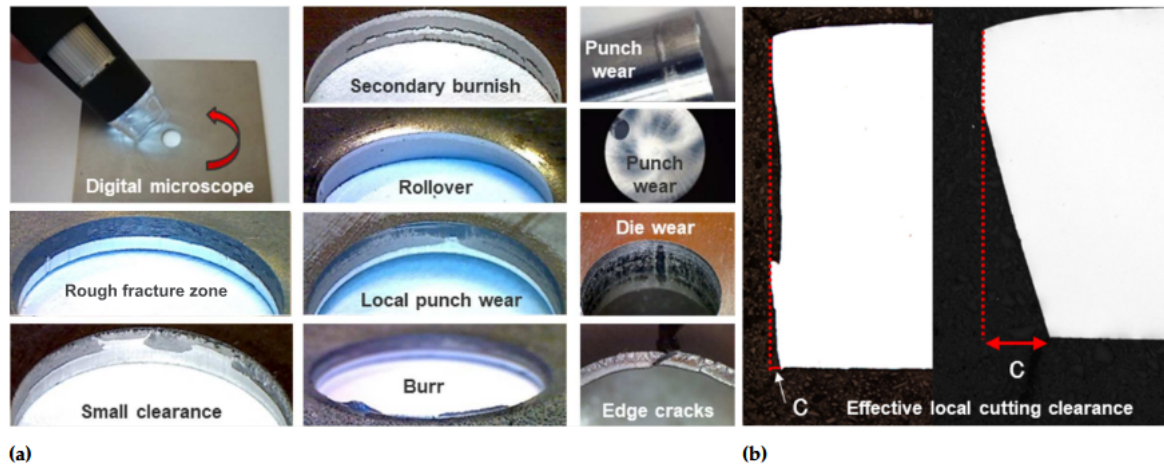 Digital microscope
Secondary burnish
Punch
wear
Rollover
Punch
wear
Rough fracture zone
Local punch wear
Die wear
Small clearance
Burr
Edge cracks
C
C
Effective local cutting clearance
(a)
(b)